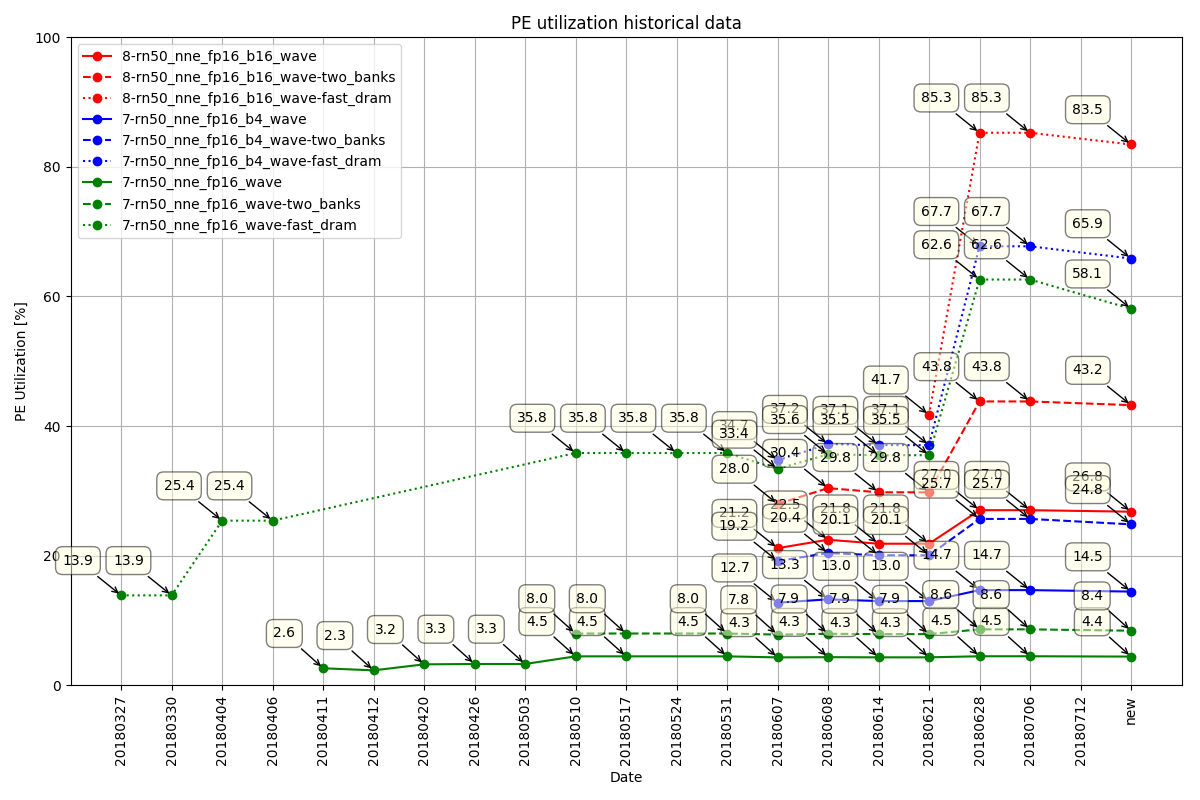 PE utilization historical data
100
80
60
40
20
0
PE Utilization [%]
8-rn50_nne_fp16_b16_wave
8-rn50_nne_fp16_b16_wave-two_banks
8-rn50_nne_fp16_b16_wave-fast_dram
7-rn50_nne_fp16_b4_wave
7-rn50_nne_fp16_b4_wave-two_banks
7-rn50_nne_fp16_b4_wave-fast_dram
7-rn50_nne_fp16_wave
7-rn50_nne_fp16_wave-two_banks
7-rn50_nne_fp16_wave-fast_dram
85.3 85.3 83.5
67.7 67.7 65.9
62.6 62.6 58.1
43.8 43.8 43.2
41.7
35.8 35.8 35.8 35.8
37.2 37.1 37.1
33.4 35.6 35.5 35.5
28.0 30.4 29.8 29.8
27.0 27.0 26.8
25.7 25.7 24.8
25.4 25.4
21.2 22.5 21.8 21.8
19.2 20.4 20.1 20.1
13.9 13.9
12.7 13.3 13.0 13.0 14.7 14.7 14.5
8.0 8.0 8.0 7.8 7.9 7.9 7.9 8.6 8.6 8.4
2.6 2.3 3.2 3.3 3.3 4.5 4.5 4.5 4.3 4.3 4.3 4.3 4.5 4.5 4.4
20180327
20180330
20180404
20180406
20180411
20180412
20180420
20180426
20180503
20180510
20180517
20180524
20180531
20180607
20180608
20180614
20180621
20180628
20180706
20180712
new
Date